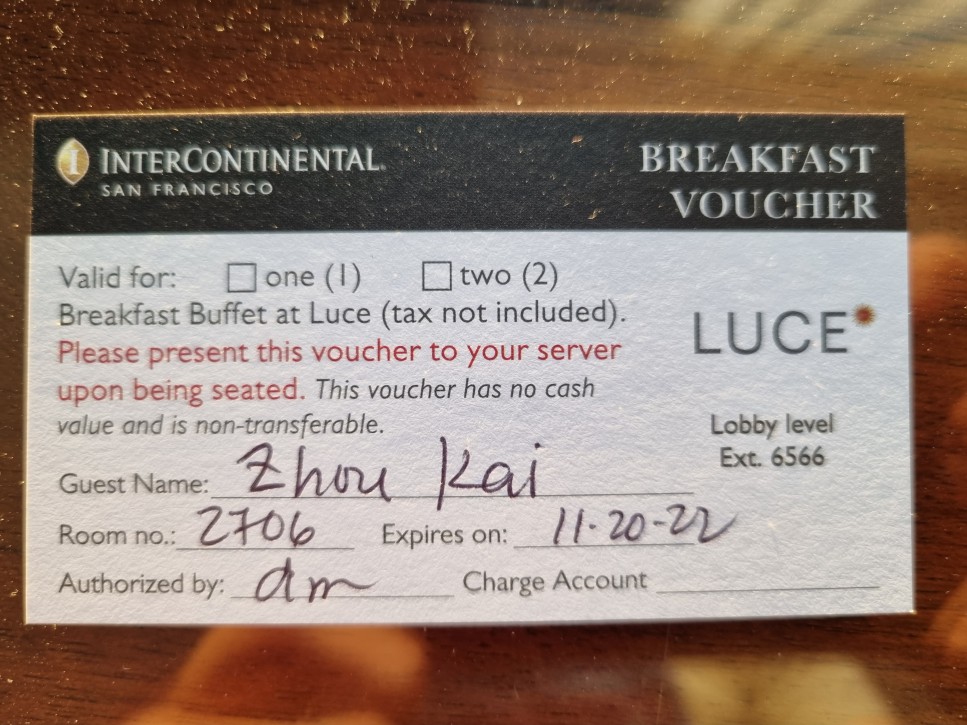 INTERCONTINENTAL®
SAN FRANCISCO
BREAKFAST
VOUCHER
Valid for: □ one (1) □ two (2)
Breakfast Buffet at Luce (tax not included).
Please present this voucher to your server
upon being seated. This voucher has no cash
value and is non-transferable.
LUCE
Lobby level
Ext. 6566
Guest Name: Zhou Kai
Room no.: 2706 Expires on: 11-20-22
Authorized by: dm Charge Account